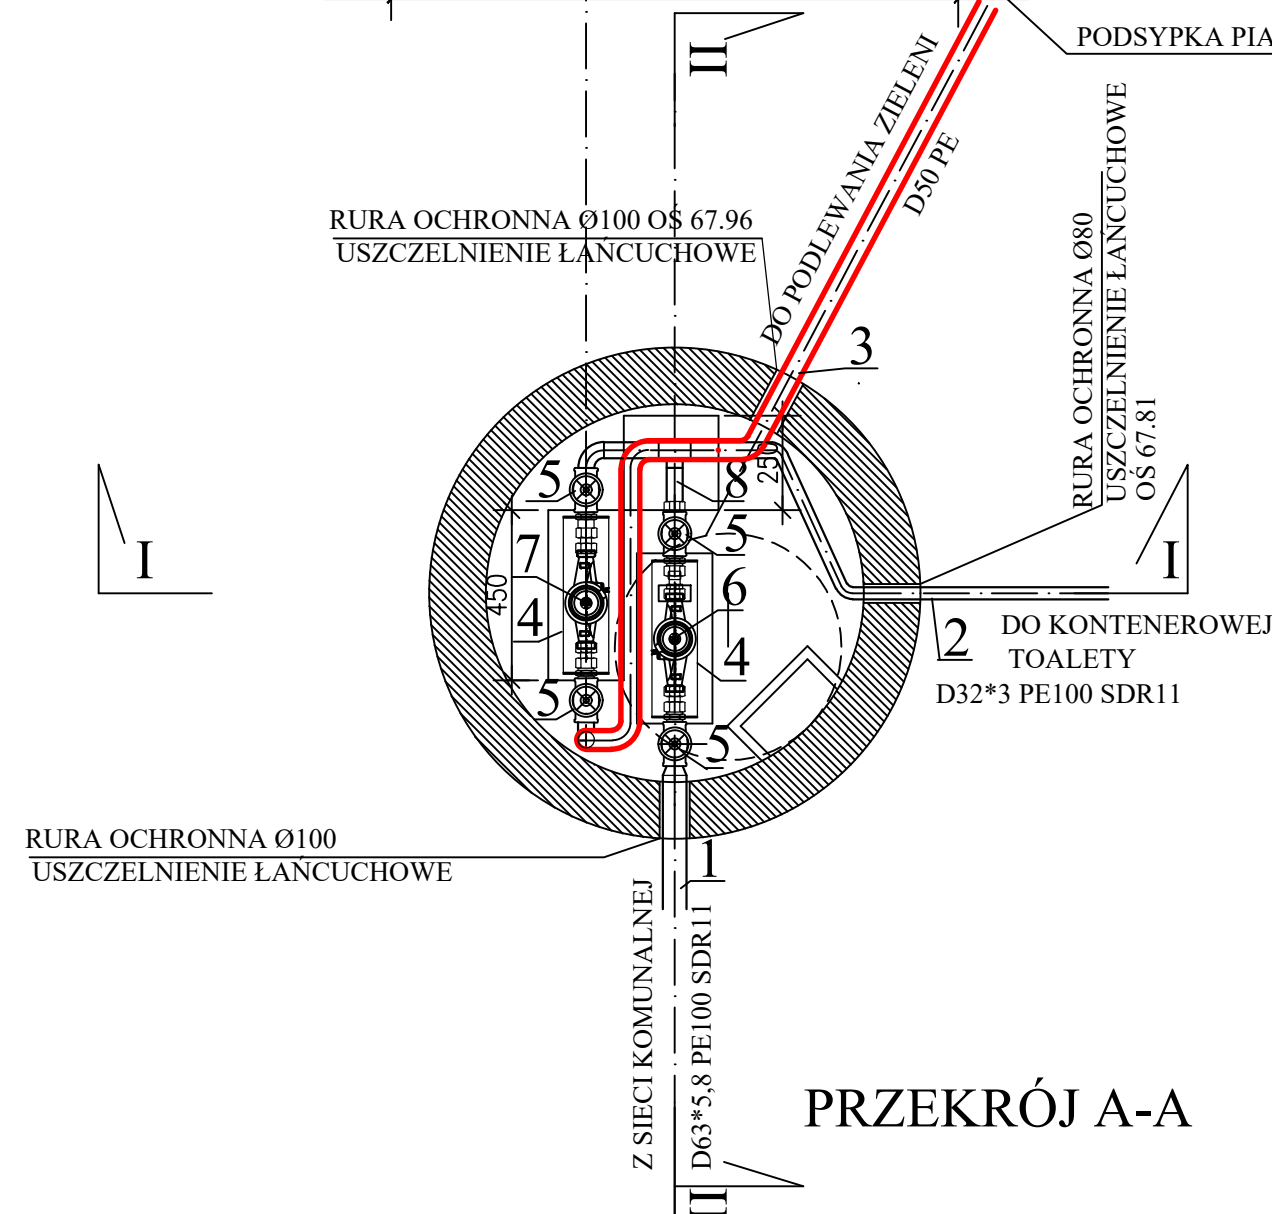 II
PODSYPKA PIA
DO PODLEWANIA ZIELENI
D50 PE
RURA OCHRONNA Ø100 OŚ 67.96
USZCZELNIENIE ŁAŃCUCHOWE
RURA OCHRONNA Ø80
USZCZELNIENIE ŁAŃCUCHOWE
OŚ 67.81
3
250
5
8
5
I
7
450
4
6
4
I
2
DO KONTENEROWEJ
TOALETY
D32*3 PE100 SDR11
5
5
RURA OCHRONNA Ø100
USZCZELNIENIE ŁAŃCUCHOWE
1
Z SIECI KOMUNALNEJ
D63*5,8 PE100 SDR11
PRZEKRÓJ A-A
II